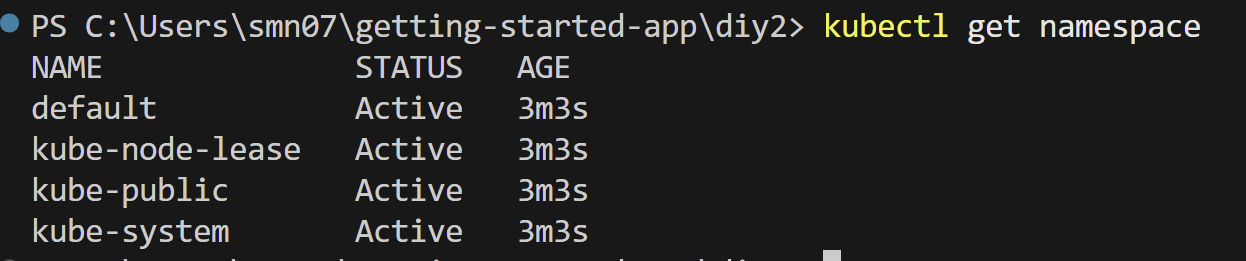 PS C:\Users\smn07\getting-started-app\diy2> kubectl get namespace
NAME              STATUS   AGE
default           Active   3m3s
kube-node-lease   Active   3m3s
kube-public       Active   3m3s
kube-system       Active   3m3s